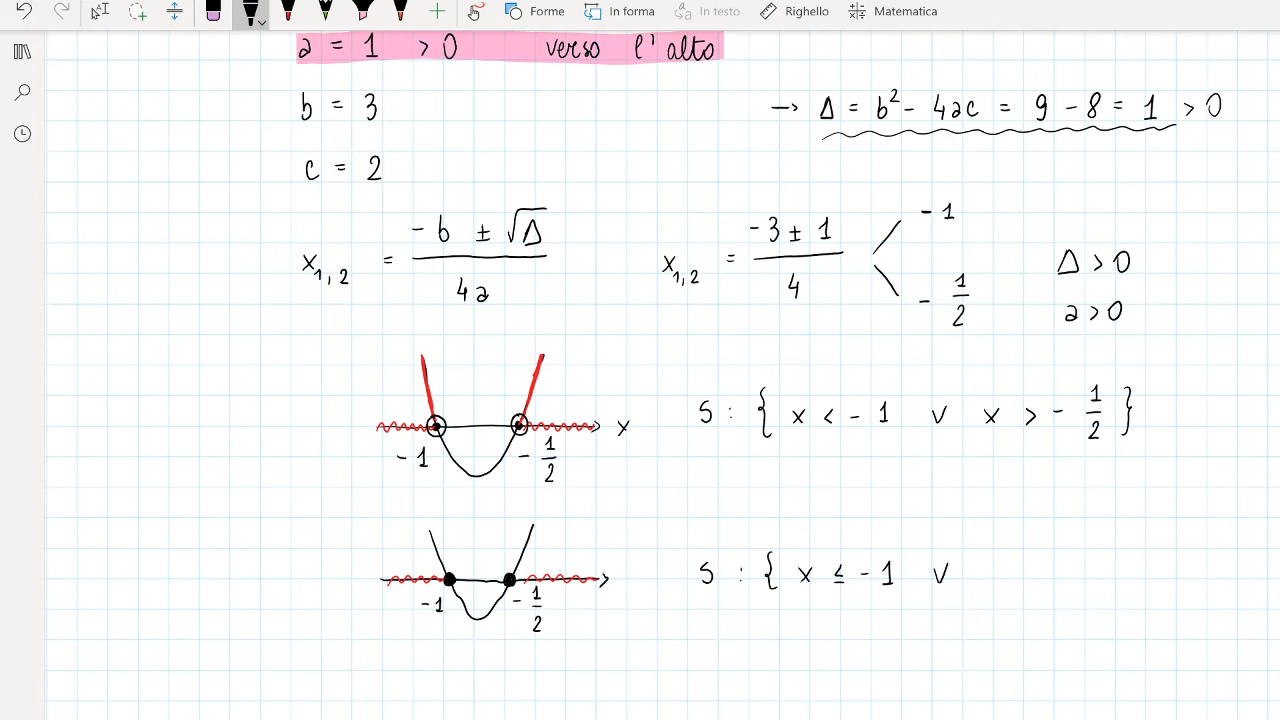 Forme In forma In testo Righello Matematica
a = 1 > 0 verso l'alto
b = 3 → Δ = b² - 4ac = 9 - 8 = 1 > 0
c = 2
x₁,₂ = (-b ± √Δ)/4a x₁,₂ = (-3 ± 1)/4 -1
- 1/2
Δ > 0
a > 0
-1 - 1/2 x S : { x < -1 ∨ x > - 1/2 }
-1 - 1/2 S : { x ≤ -1 ∨